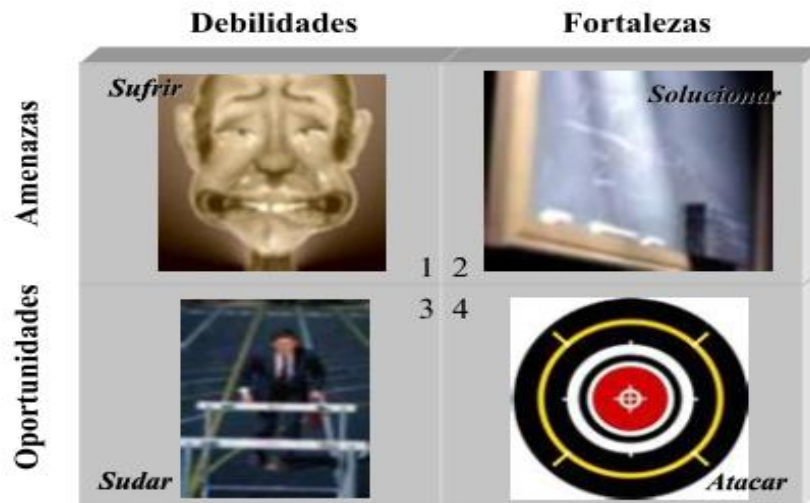 Debilidades Fortalezas
Amenazas
Sufrir
Solucionar
1 2
Oportunidades
3 4
Sudar
Atacar